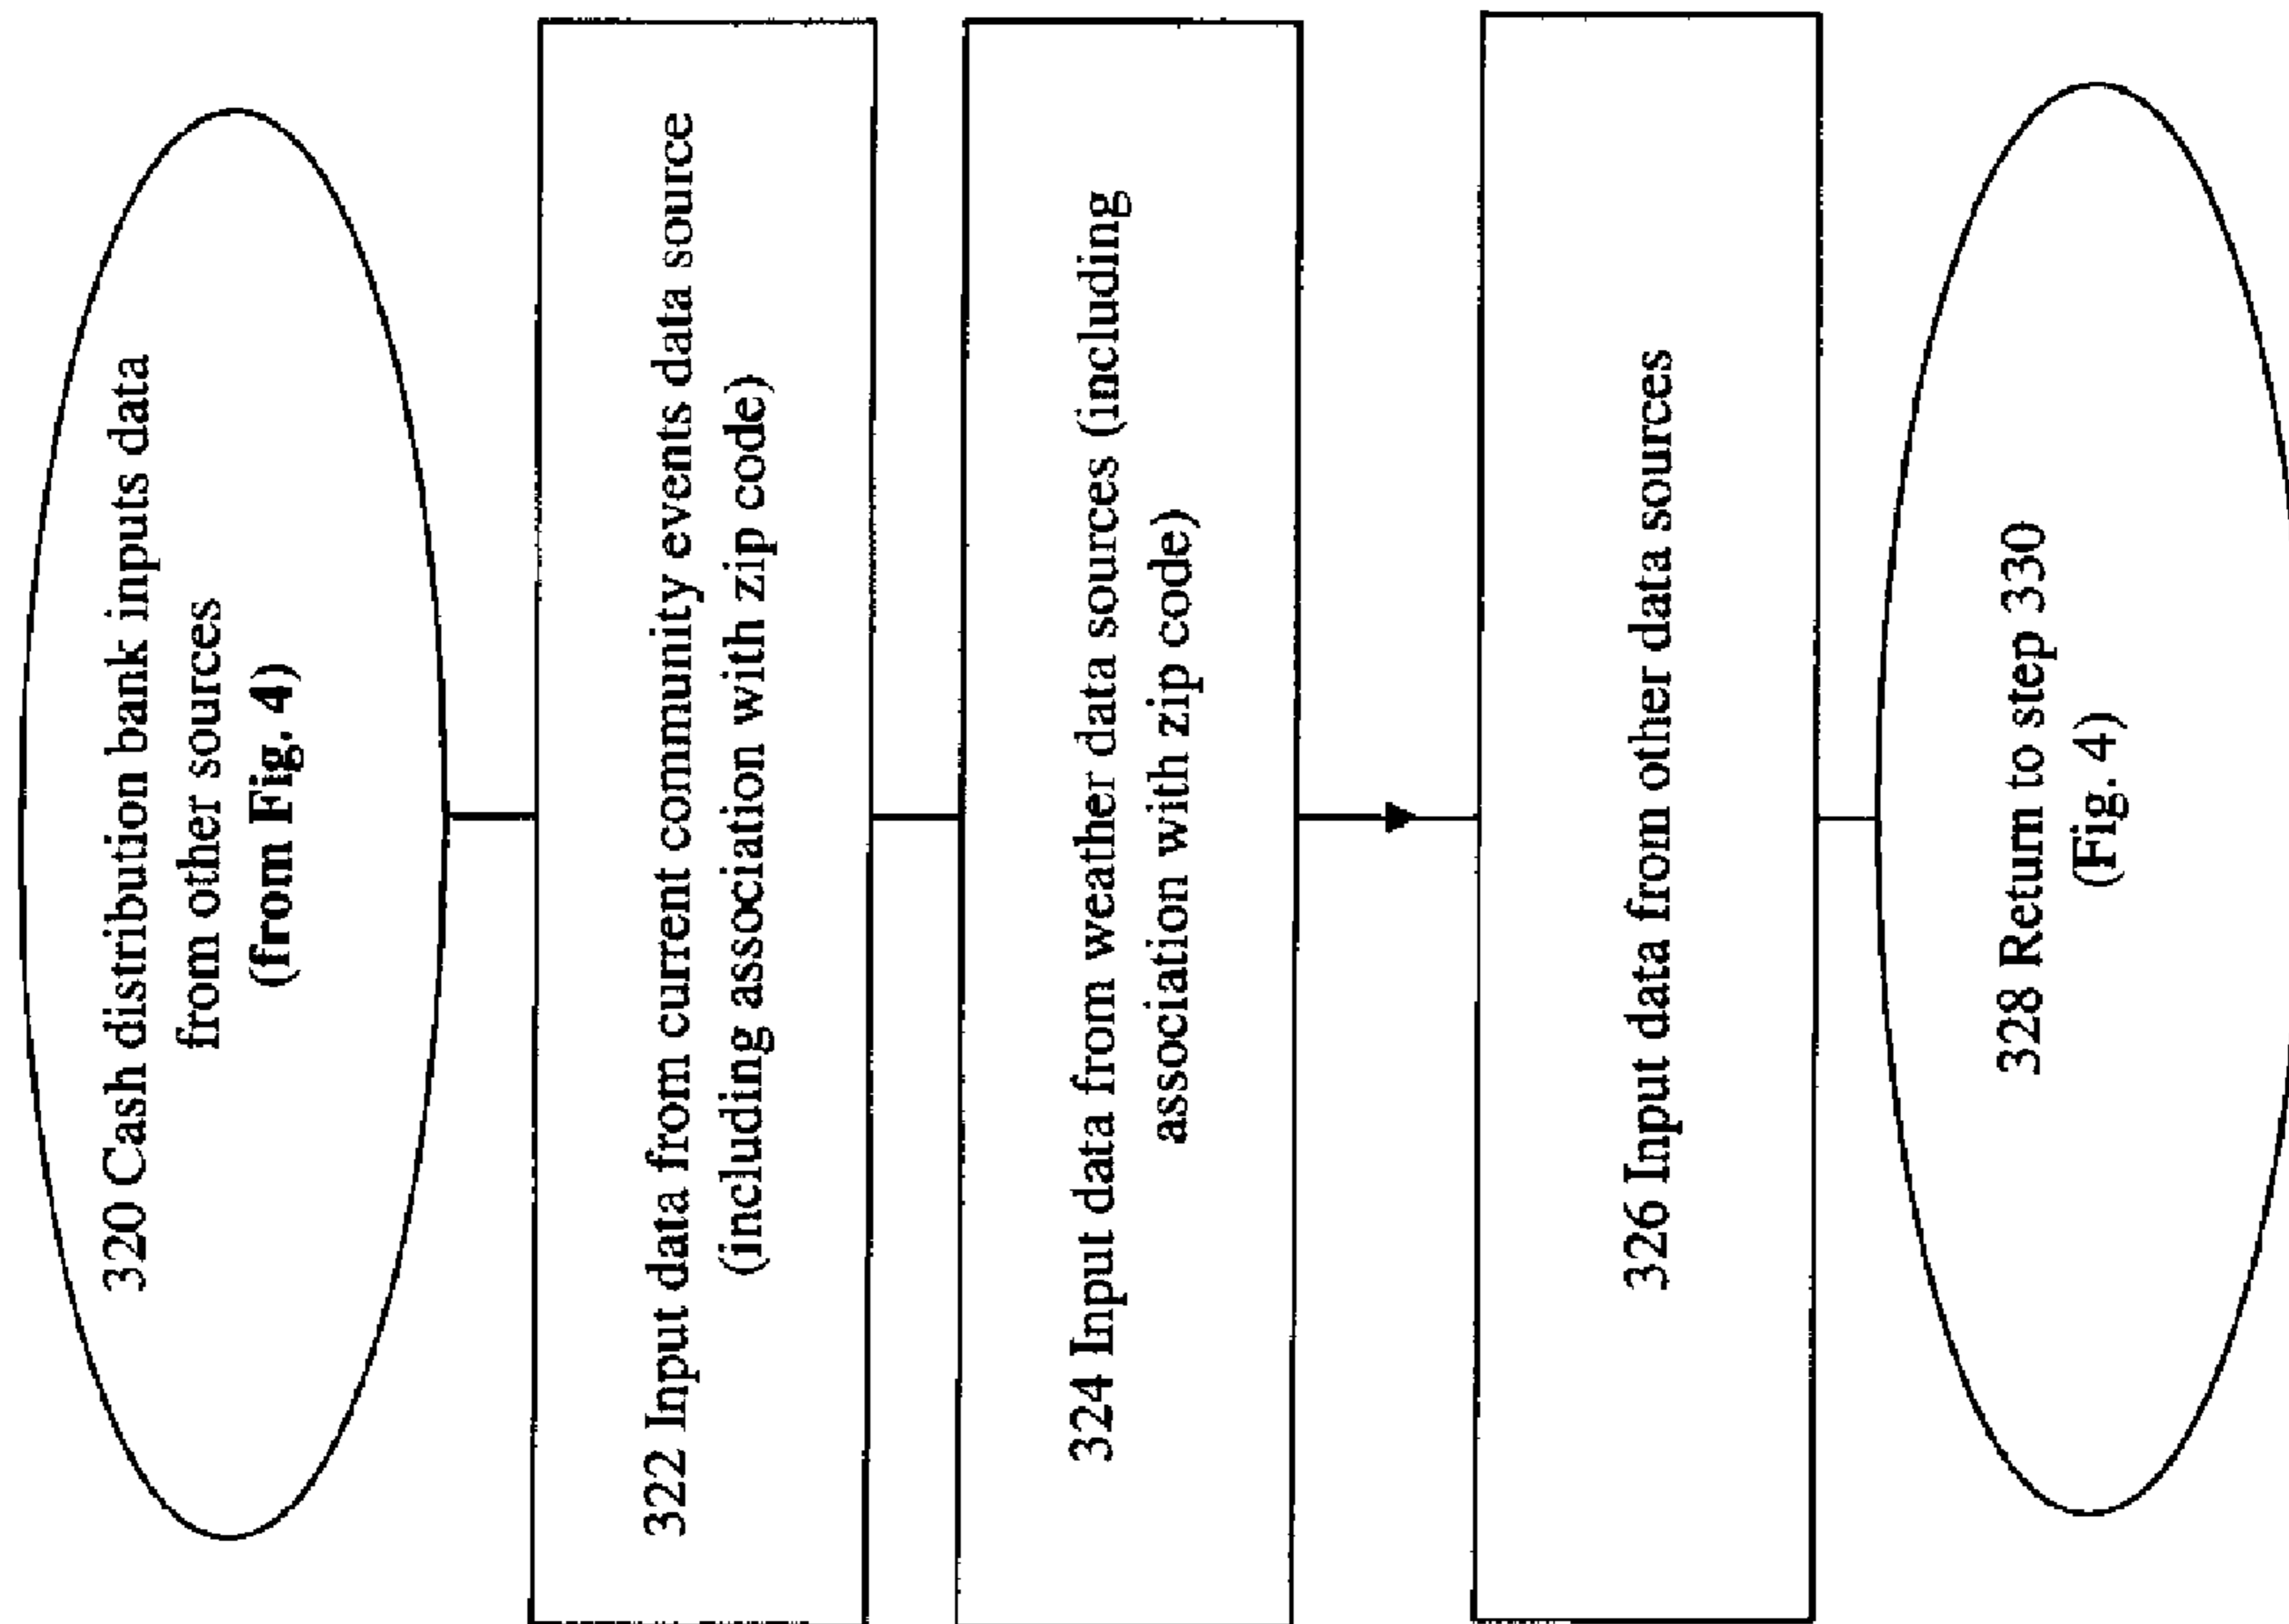 320 Cash distribution bank inputs data
from other sources
(from Fig. 4)
322 Input data from current community events data source
(including association with zip code)
324 Input data from weather data sources (including
association with zip code)
326 Input data from other data sources
328 Return to step 330
(Fig. 4)